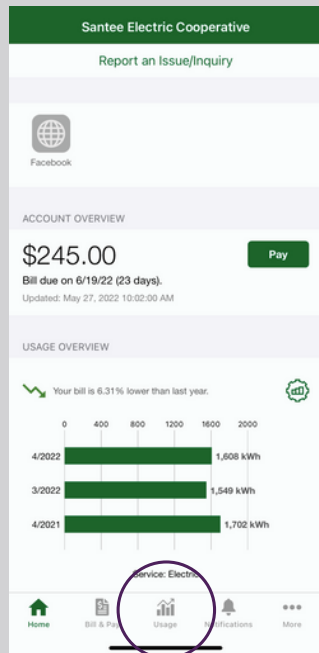 Santee Electric Cooperative
Report an Issue/Inquiry
Facebook
ACCOUNT OVERVIEW
$245.00
Pay
Bill due on 6/19/22 (23 days).
Updated: May 27, 2022 10:02:00 AM
USAGE OVERVIEW
Your bill is 6.31% lower than last year.
0 400 800 1200 1600 2000
4/2022 1,608 kWh
3/2022 1,549 kWh
4/2021 1,702 kWh
Service: Electric
Home Bill & Pay Usage Notifications More